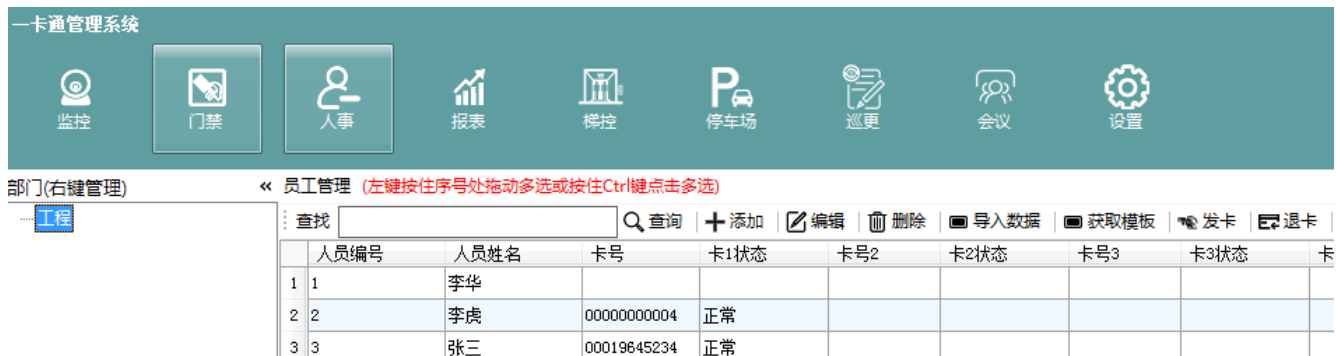 一卡通管理系统
监控 门禁 人事 报表 梯控 P 停车场 巡更 会议 设置
部门(右键管理) « 员工管理 (左键按住序号处拖动多选或按住Ctrl键点击多选)
工程 查找 查询 添加 编辑 删除 导入数据 获取模板 发卡 退卡
人员编号 人员姓名 卡号 卡1状态 卡号2 卡2状态 卡号3 卡3状态 卡
1 1 李华
2 2 李虎 00000000004 正常
3 3 张三 00019645234 正常